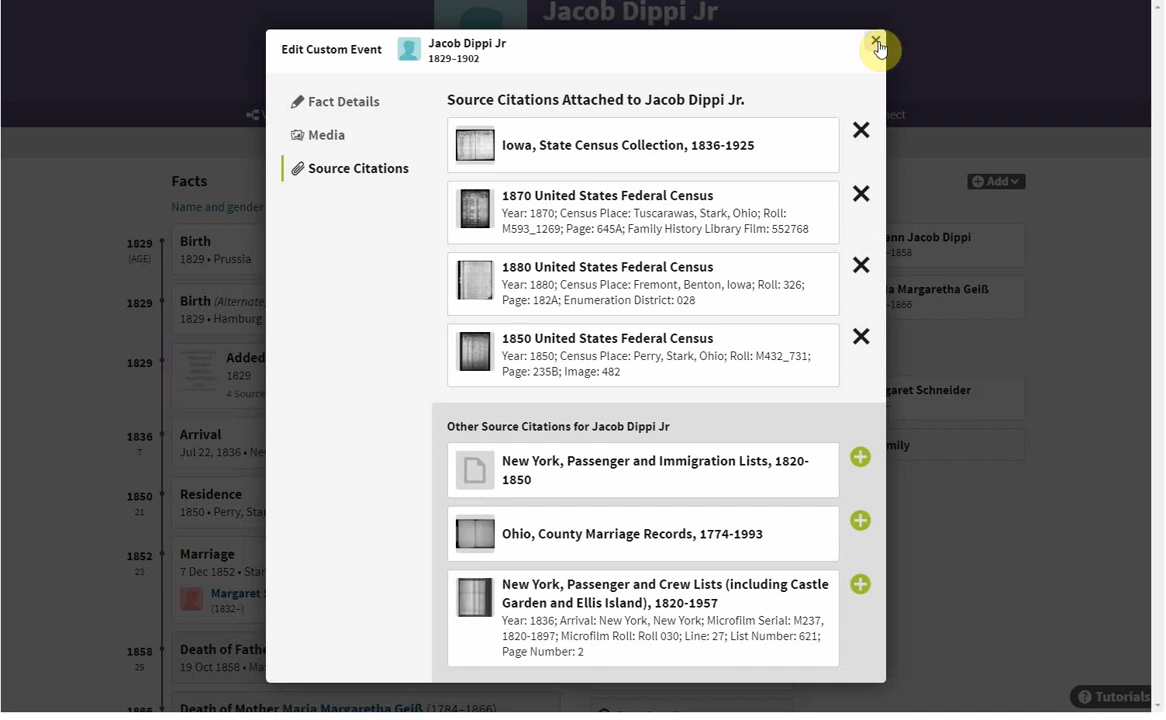 Jacob Dippi Jr
Edit Custom Event
Jacob Dippi Jr
1829–1902
Fact Details
Media
Source Citations
Source Citations Attached to Jacob Dippi Jr.
Iowa, State Census Collection, 1836-1925
1870 United States Federal Census
Year: 1870; Census Place: Tuscarawas, Stark, Ohio; Roll:
M593_1269; Page: 645A; Family History Library Film: 552768
1880 United States Federal Census
Year: 1880; Census Place: Fremont, Benton, Iowa; Roll: 326;
Page: 182A; Enumeration District: 028
1850 United States Federal Census
Year: 1850; Census Place: Perry, Stark, Ohio; Roll: M432_731;
Page: 235B; Image: 482
Other Source Citations for Jacob Dippi Jr
New York, Passenger and Immigration Lists, 1820-
1850
Ohio, County Marriage Records, 1774-1993
New York, Passenger and Crew Lists (including Castle
Garden and Ellis Island), 1820-1957
Year: 1836; Arrival: New York, New York; Microfilm Serial: M237,
1820-1897; Microfilm Roll: Roll 030; Line: 27; List Number: 621;
Page Number: 2
Facts
Name and gender
1829
(AGE)
Birth
1829 • Prussia
1829
Birth (Alternate
1829 • Hamburg
1829
Added
1829
4 Source
1836
7
Arrival
Jul 22, 1836 •
1850
21
Residence
1850 • Perry,
1852
23
Marriage
7 Dec 1852 •
Margaret
(1832–)
1858
29
Death of
19 Oct 1858 •
1866
Death of Mother Maria Margaretha Geiß (1784–1866)
Add
Jacob Dippi
-1858
Margaretha Geiß
-1866
Schneider
Tutorials